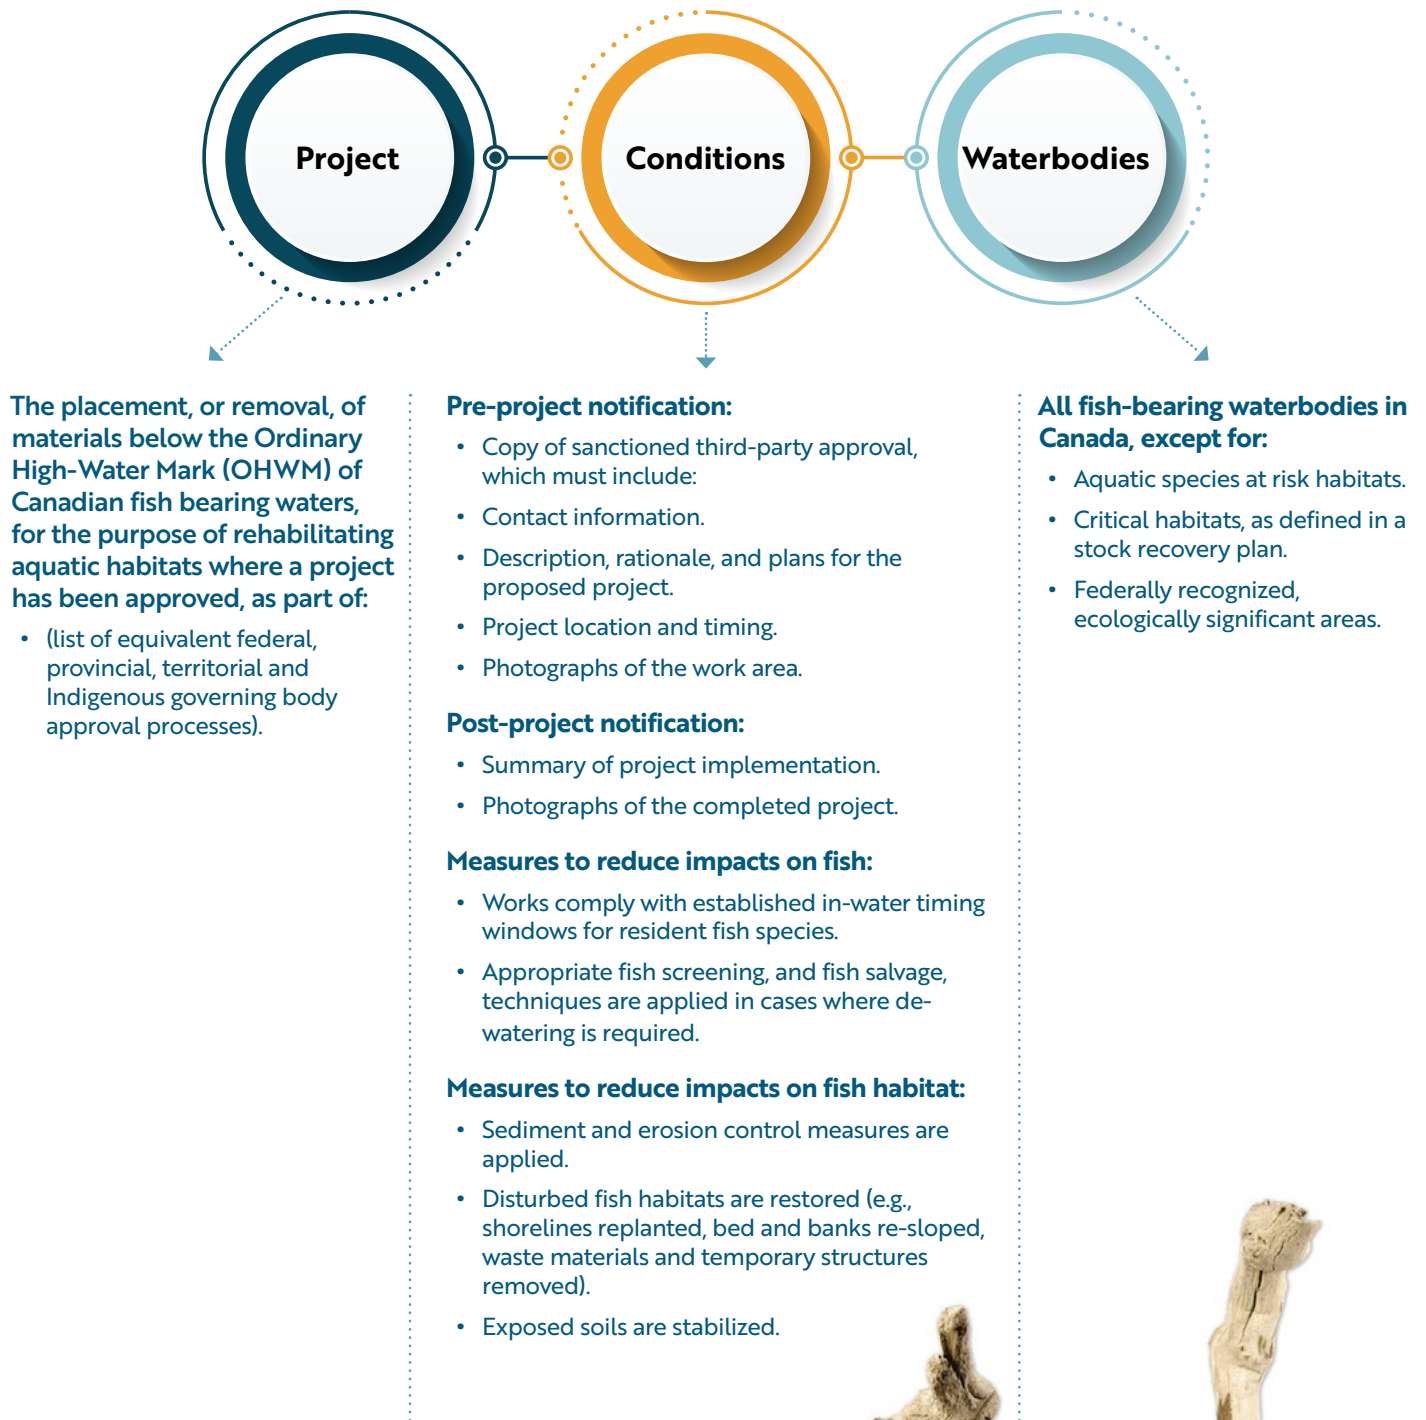 Project
Conditions
Waterbodies
The placement, or removal, of
materials below the Ordinary
High-Water Mark (OHWM) of
Canadian fish bearing waters,
for the purpose of rehabilitating
aquatic habitats where a project
has been approved, as part of:
• (list of equivalent federal,
provincial, territorial and
Indigenous governing body
approval processes).
Pre-project notification:
• Copy of sanctioned third-party approval,
which must include:
• Contact information.
• Description, rationale, and plans for the
proposed project.
• Project location and timing.
• Photographs of the work area.
Post-project notification:
• Summary of project implementation.
• Photographs of the completed project.
Measures to reduce impacts on fish:
• Works comply with established in-water timing
windows for resident fish species.
• Appropriate fish screening, and fish salvage,
techniques are applied in cases where de-
watering is required.
Measures to reduce impacts on fish habitat:
• Sediment and erosion control measures are
applied.
• Disturbed fish habitats are restored (e.g.,
shorelines replanted, bed and banks re-sloped,
waste materials and temporary structures
removed).
• Exposed soils are stabilized.
All fish-bearing waterbodies in
Canada, except for:
• Aquatic species at risk habitats.
• Critical habitats, as defined in a
stock recovery plan.
• Federally recognized,
ecologically significant areas.